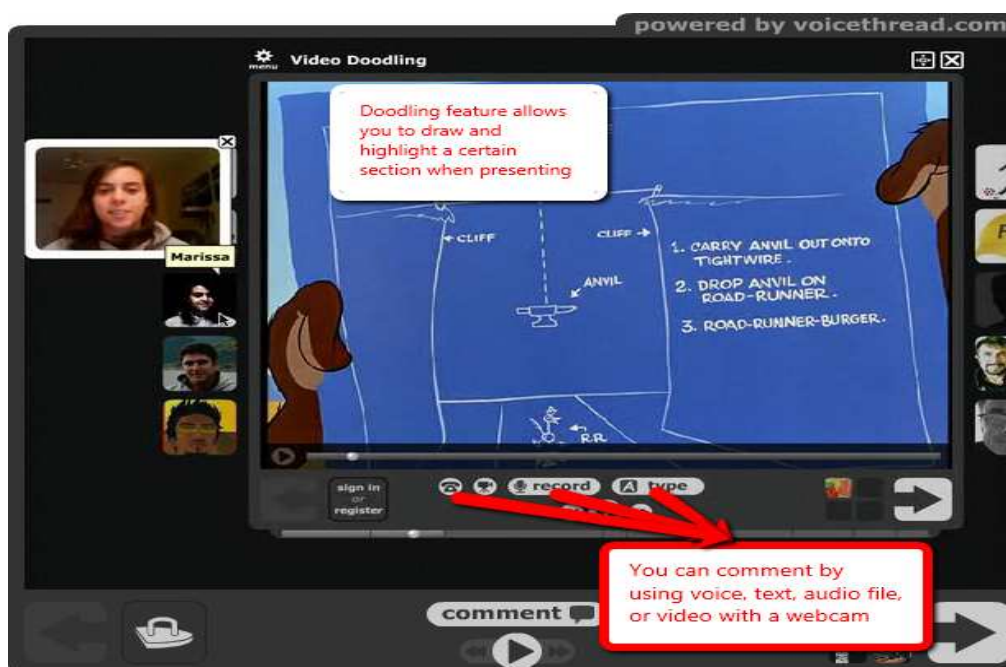 powered by voicethread.com
menu
Video Doodling
Doodling feature allows
you to draw and
highlight a certain
section when presenting
Marissa
CLIFF
CLIFF
ANVIL
1. CARRY ANVIL OUT ONTO
TIGHTWIRE.
2. DROP ANVIL ON
ROAD-RUNNER.
3. ROAD-RUNNER-BURGER.
R.R.
sign in
or
register
record
A type
You can comment by
using voice, text, audio file,
or video with a webcam
comment